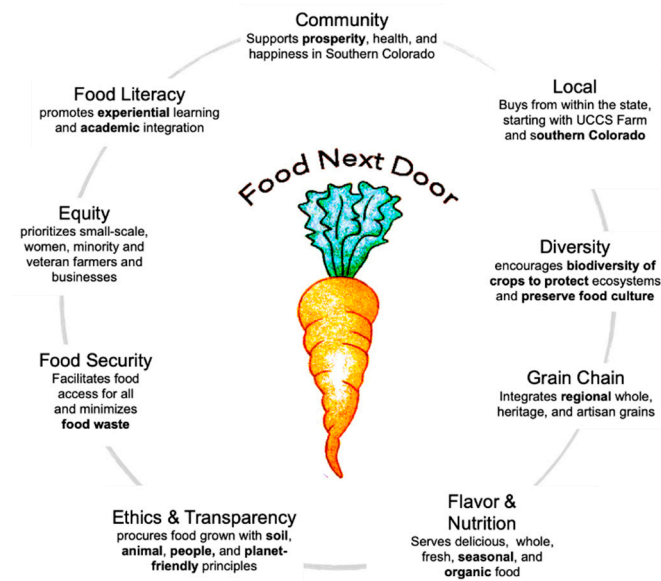 Community
Supports prosperity, health, and
happiness in Southern Colorado
Local
Buys from within the state,
starting with UCCS Farm
and southern Colorado
Diversity
encourages biodiversity of
crops to protect ecosystems
and preserve food culture
Grain Chain
Integrates regional whole,
heritage, and artisan grains
Flavor &
Nutrition
Serves delicious, whole,
fresh, seasonal, and
organic food
Ethics & Transparency
procures food grown with soil,
animal, people, and planet-
friendly principles
Food Security
Facilitates food
access for all
and minimizes
food waste
Equity
prioritizes small-scale,
women, minority and
veteran farmers and
businesses
Food Literacy
promotes experiential learning
and academic integration
Food Next Door